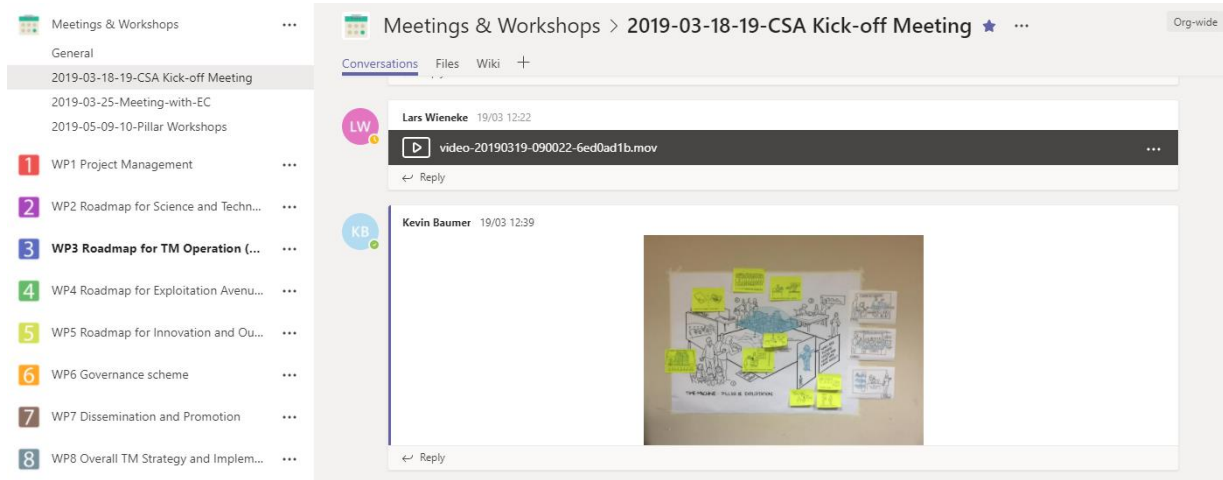 Meetings & Workshops
General
2019-03-18-19-CSA Kick-off Meeting
2019-03-25-Meeting-with-EC
2019-05-09-10-Pillar Workshops
1 WP1 Project Management
2 WP2 Roadmap for Science and Techn...
3 WP3 Roadmap for TM Operation (...
4 WP4 Roadmap for Exploitation Avenu...
5 WP5 Roadmap for Innovation and Ou...
6 WP6 Governance scheme
7 WP7 Dissemination and Promotion
8 WP8 Overall TM Strategy and Implem...
Meetings & Workshops > 2019-03-18-19-CSA Kick-off Meeting
Org-wide
Conversations Files Wiki
LW
Lars Wieneke 19/03 12:22
video-20190319-090022-6ed0ad1b.mov
Reply
KB
Kevin Baumer 19/03 12:39
TIME MACHINE PILLAR III EXPLOITATION
Reply